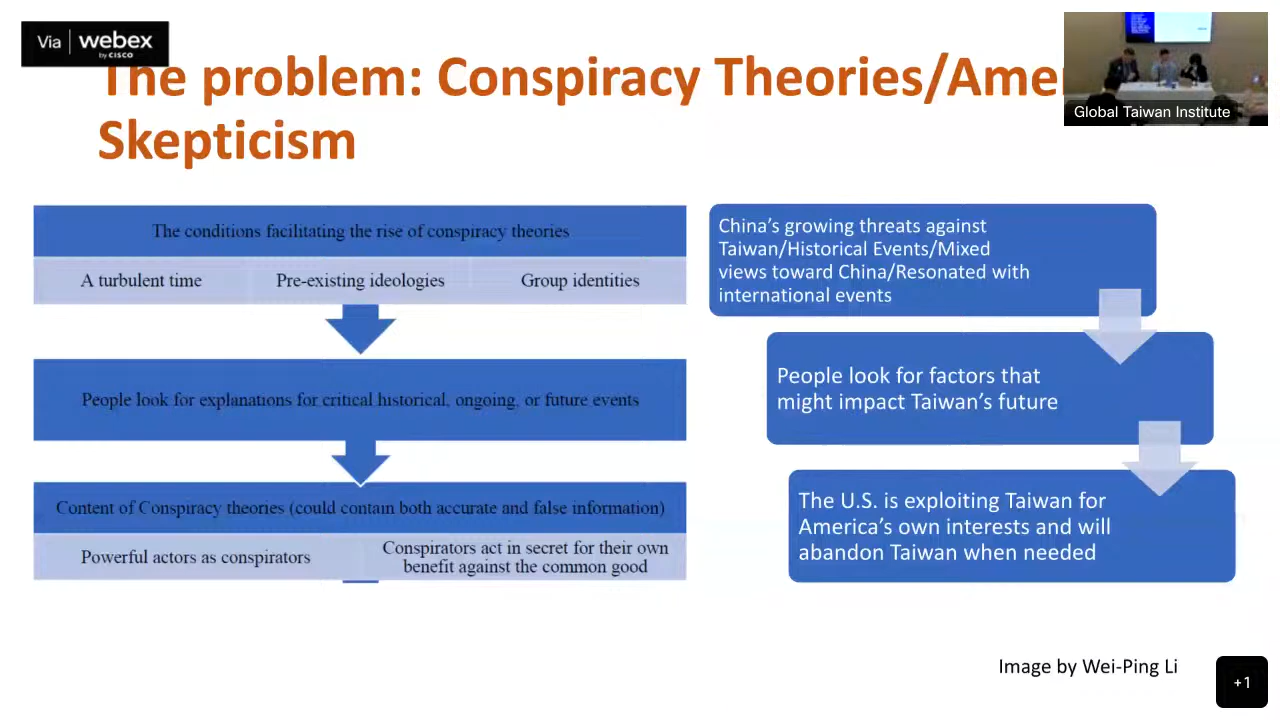 Via webex
by CISCO
The problem: Conspiracy Theories/Amer
Skepticism
Global Taiwan Institute
The conditions facilitating the rise of conspiracy theories
A turbulent time
Pre-existing ideologies
Group identities
People look for explanations for critical historical, ongoing, or future events
Content of Conspiracy theories (could contain both accurate and false information)
Powerful actors as conspirators
Conspirators act in secret for their own
benefit against the common good
China's growing threats against
Taiwan/Historical Events/Mixed
views toward China/Resonated with
international events
People look for factors that
might impact Taiwan's future
The U.S. is exploiting Taiwan for
America's own interests and will
abandon Taiwan when needed
Image by Wei-Ping Li
+1